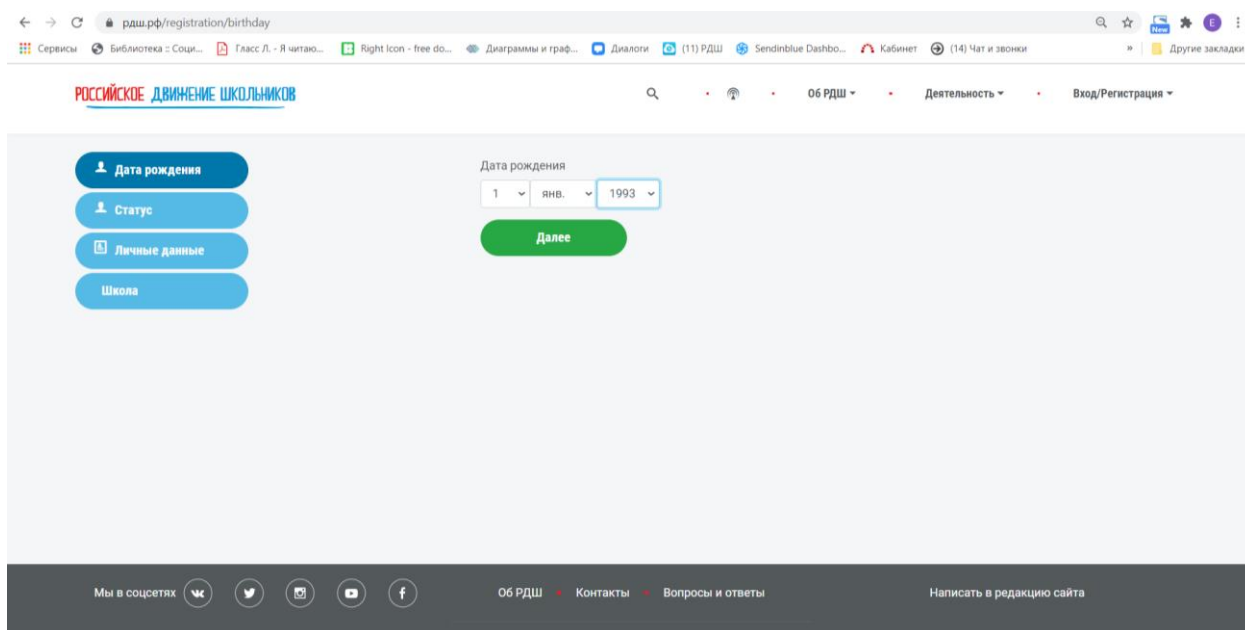 рдш.рф/registration/birthday
Сервисы Библиотека :: Соци... Гласс Л. - Я читаю... Right Icon - free do... Диаграммы и граф... Диалоги (11) РДШ Sendinblue Dashbo... Кабинет (14) Чат и звонки » Другие закладки
New
E
РОССИЙСКОЕ ДВИЖЕНИЕ ШКОЛЬНИКОВ
Об РДШ Деятельность Вход/Регистрация
Дата рождения
Статус
Личные данные
Школа
Дата рождения
1 янв. 1993
Далее
Мы в соцсетях Об РДШ Контакты Вопросы и ответы Написать в редакцию сайта